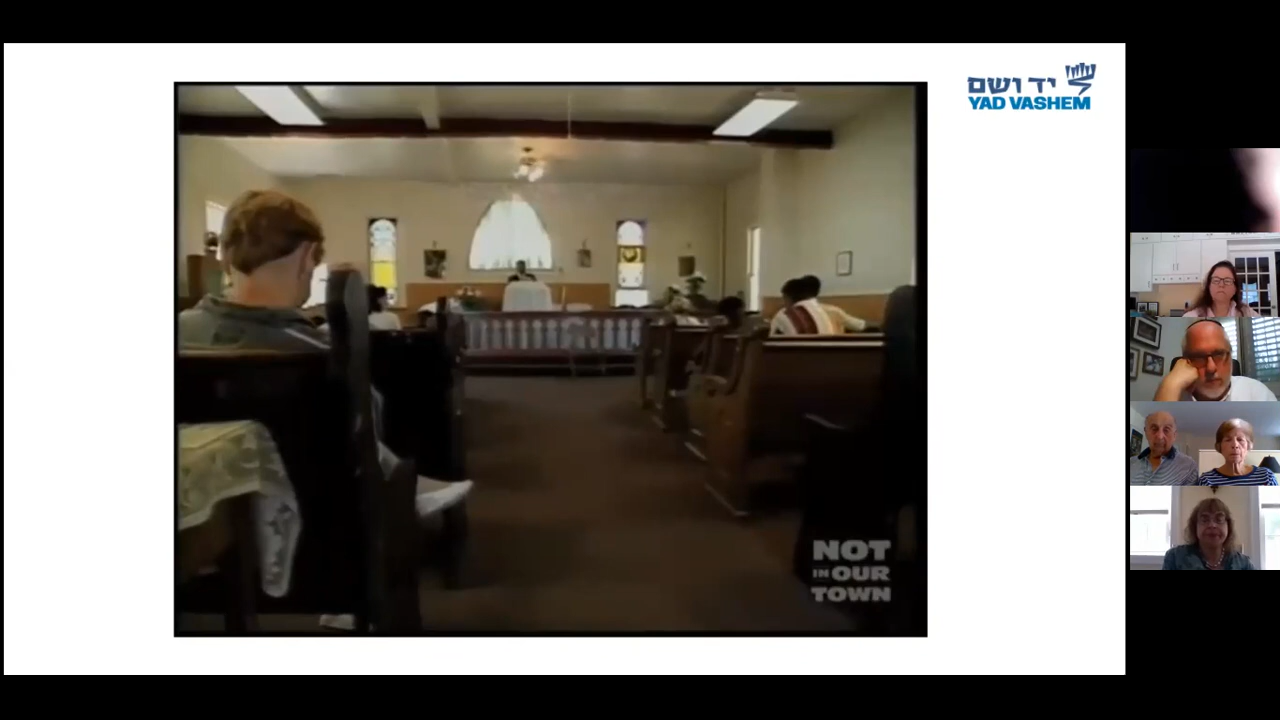 יד ושם
YAD VASHEM
NOT
IN OUR
TOWN